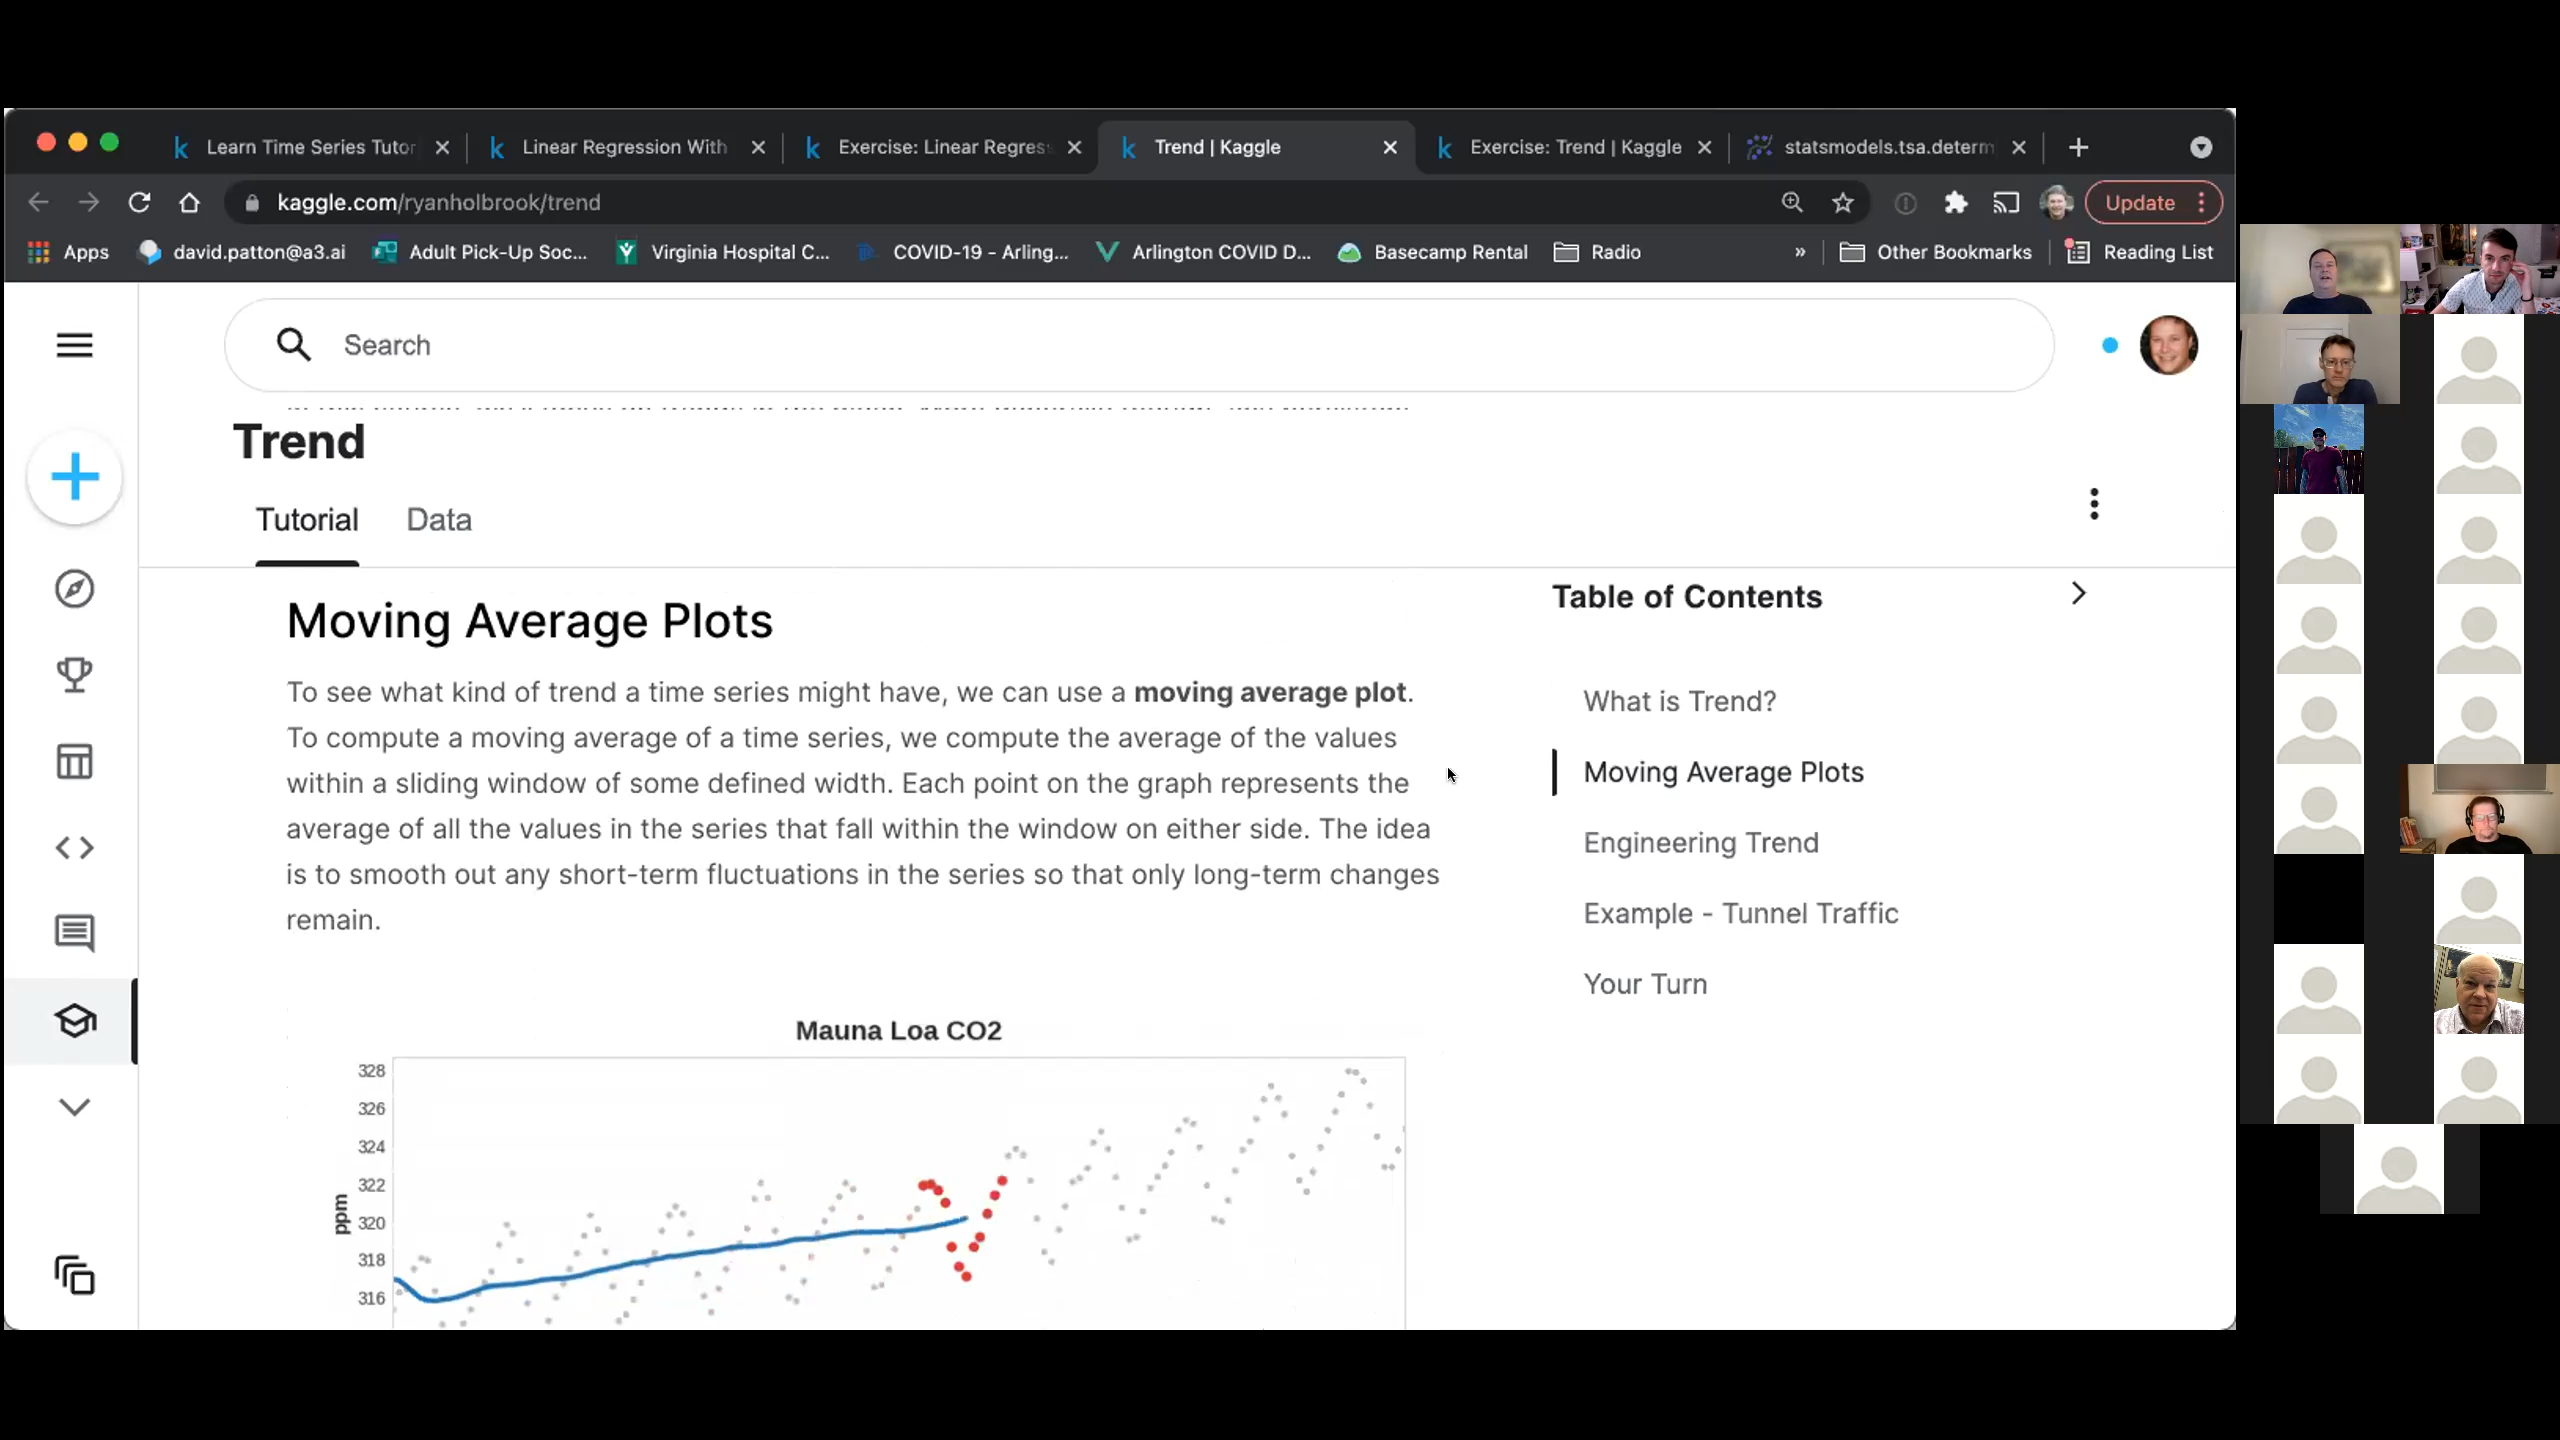 Learn Time Series Tutor
Linear Regression With
Exercise: Linear Regres
Trend | Kaggle
Exercise: Trend | Kaggle
statsmodels.tsa.determ
kaggle.com/ryanholbrook/trend
Update
Apps
david.patton@a3.ai
Adult Pick-Up Soc...
Virginia Hospital C...
COVID-19 - Arling...
Arlington COVID D...
Basecamp Rental
Radio
»
Other Bookmarks
Reading List
Search
Trend
Tutorial
Data
Moving Average Plots
To see what kind of trend a time series might have, we can use a moving average plot.
To compute a moving average of a time series, we compute the average of the values
within a sliding window of some defined width. Each point on the graph represents the
average of all the values in the series that fall within the window on either side. The idea
is to smooth out any short-term fluctuations in the series so that only long-term changes
remain.
Table of Contents
What is Trend?
Moving Average Plots
Engineering Trend
Example - Tunnel Traffic
Your Turn
Mauna Loa CO2
328
326
324
322
320
318
316
ppm